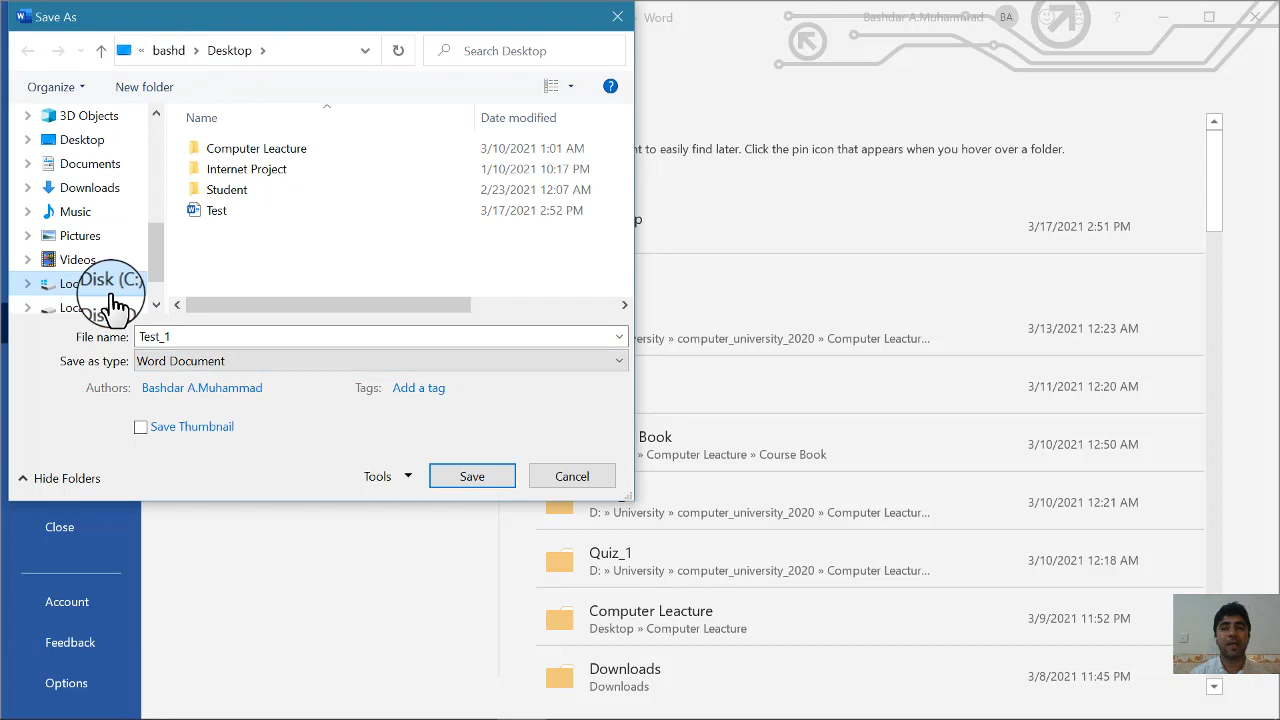 Save As
Word
Bashdar A.Muhammad
BA
?
« bashd › Desktop ›
Search Desktop
Organize
New folder
?
Name
Date modified
3D Objects
Desktop
Documents
Downloads
Music
Pictures
Videos
Disk (C:)
Computer Leacture 3/10/2021 1:01 AM
Internet Project 1/10/2021 10:17 PM
Student 2/23/2021 12:07 AM
Test 3/17/2021 2:52 PM
File name: Test_1
Save as type: Word Document
Authors: Bashdar A.Muhammad
Tags: Add a tag
Save Thumbnail
Hide Folders
Tools
Save
Cancel
nt to easily find later. Click the pin icon that appears when you hover over a folder.
p
3/17/2021 2:51 PM
» computer_university_2020 » Computer Leactur...
3/13/2021 12:23 AM
3/11/2021 12:20 AM
Book
» Computer Leacture » Course Book
3/10/2021 12:50 AM
D: » University » computer_university_2020 » Computer Leactur...
3/10/2021 12:21 AM
Quiz_1
D: » University » computer_university_2020 » Computer Leactur...
3/10/2021 12:18 AM
Computer Leacture
Desktop » Computer Leacture
3/9/2021 11:52 PM
Downloads
Downloads
3/8/2021 11:45 PM
Close
Account
Feedback
Options